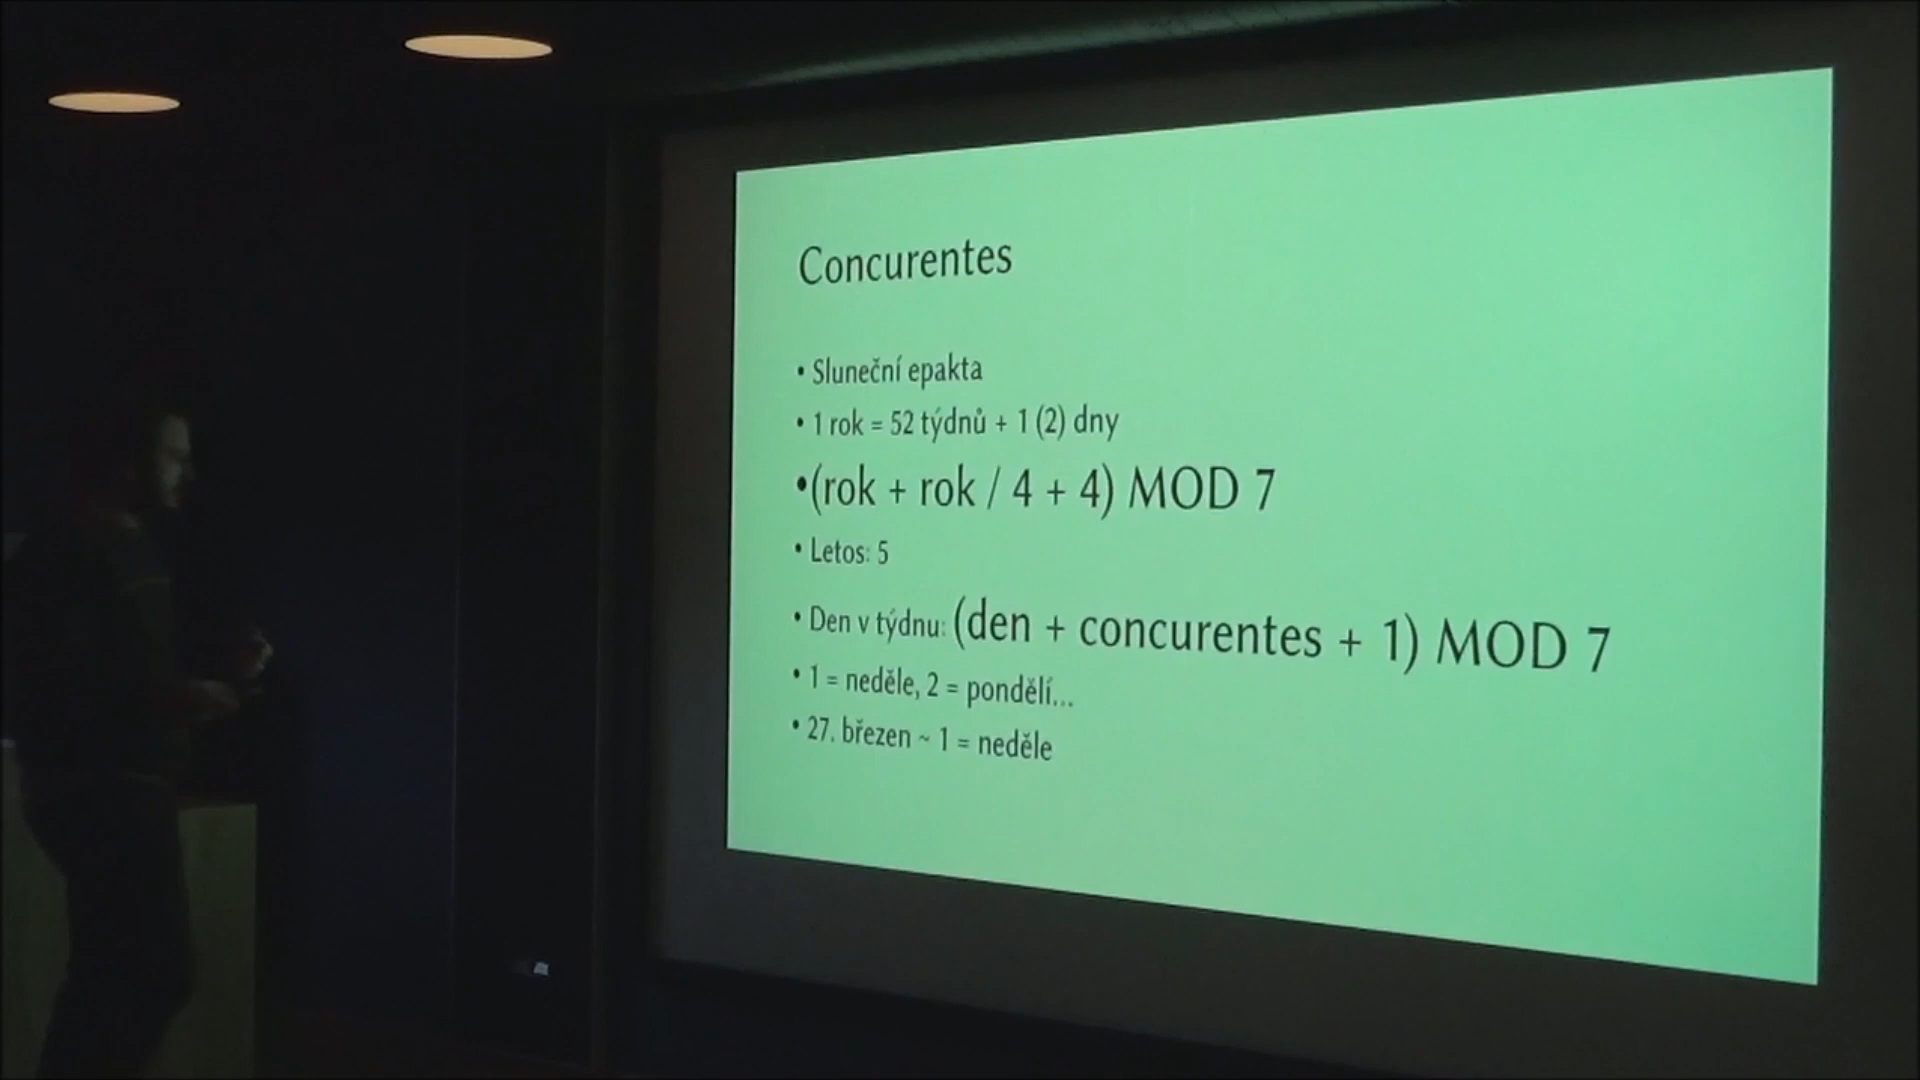 Concurentes
• Sluneční epakta
• 1 rok = 52 týdnů + 1 (2) dny
•(rok + rok / 4 + 4) MOD 7
• Letos: 5
• Den v týdnu: (den + concurentes + 1) MOD 7
• 1 = neděle, 2 = pondělí...
• 27. březen ~ 1 = neděle